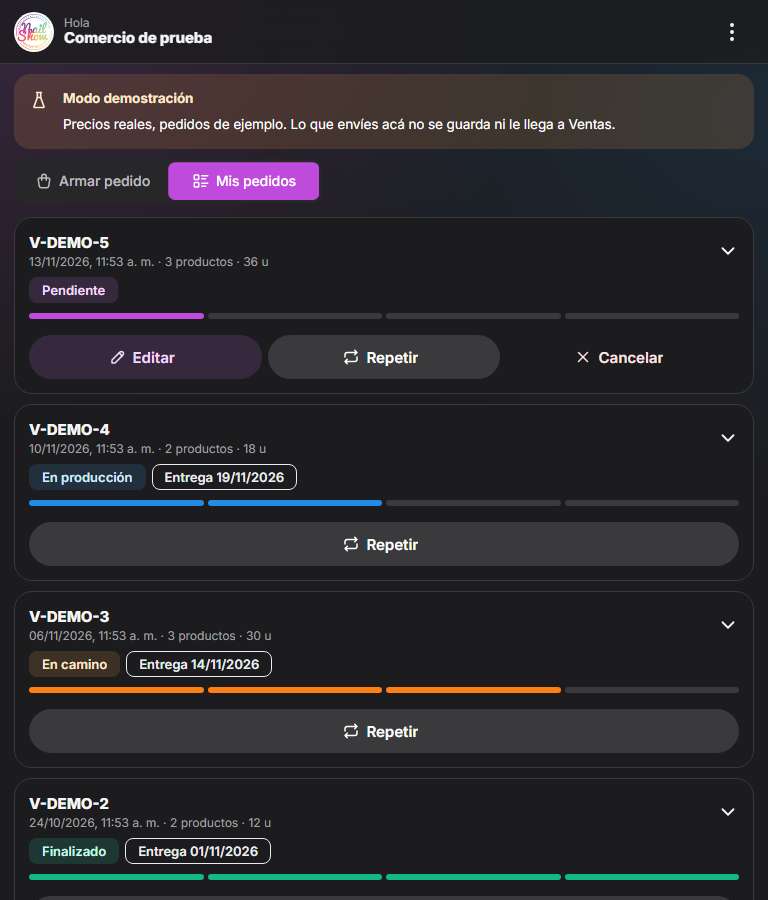 Nail
Show
Hola
Comercio de prueba
Modo demostración
Precios reales, pedidos de ejemplo. Lo que envíes acá no se guarda ni le llega a Ventas.
Armar pedido
Mis pedidos
V-DEMO-5
13/11/2026, 11:53 a. m. · 3 productos · 36 u
Pendiente
Editar
Repetir
Cancelar
V-DEMO-4
10/11/2026, 11:53 a. m. · 2 productos · 18 u
En producción
Entrega 19/11/2026
Repetir
V-DEMO-3
06/11/2026, 11:53 a. m. · 3 productos · 30 u
En camino
Entrega 14/11/2026
Repetir
V-DEMO-2
24/10/2026, 11:53 a. m. · 2 productos · 12 u
Finalizado
Entrega 01/11/2026